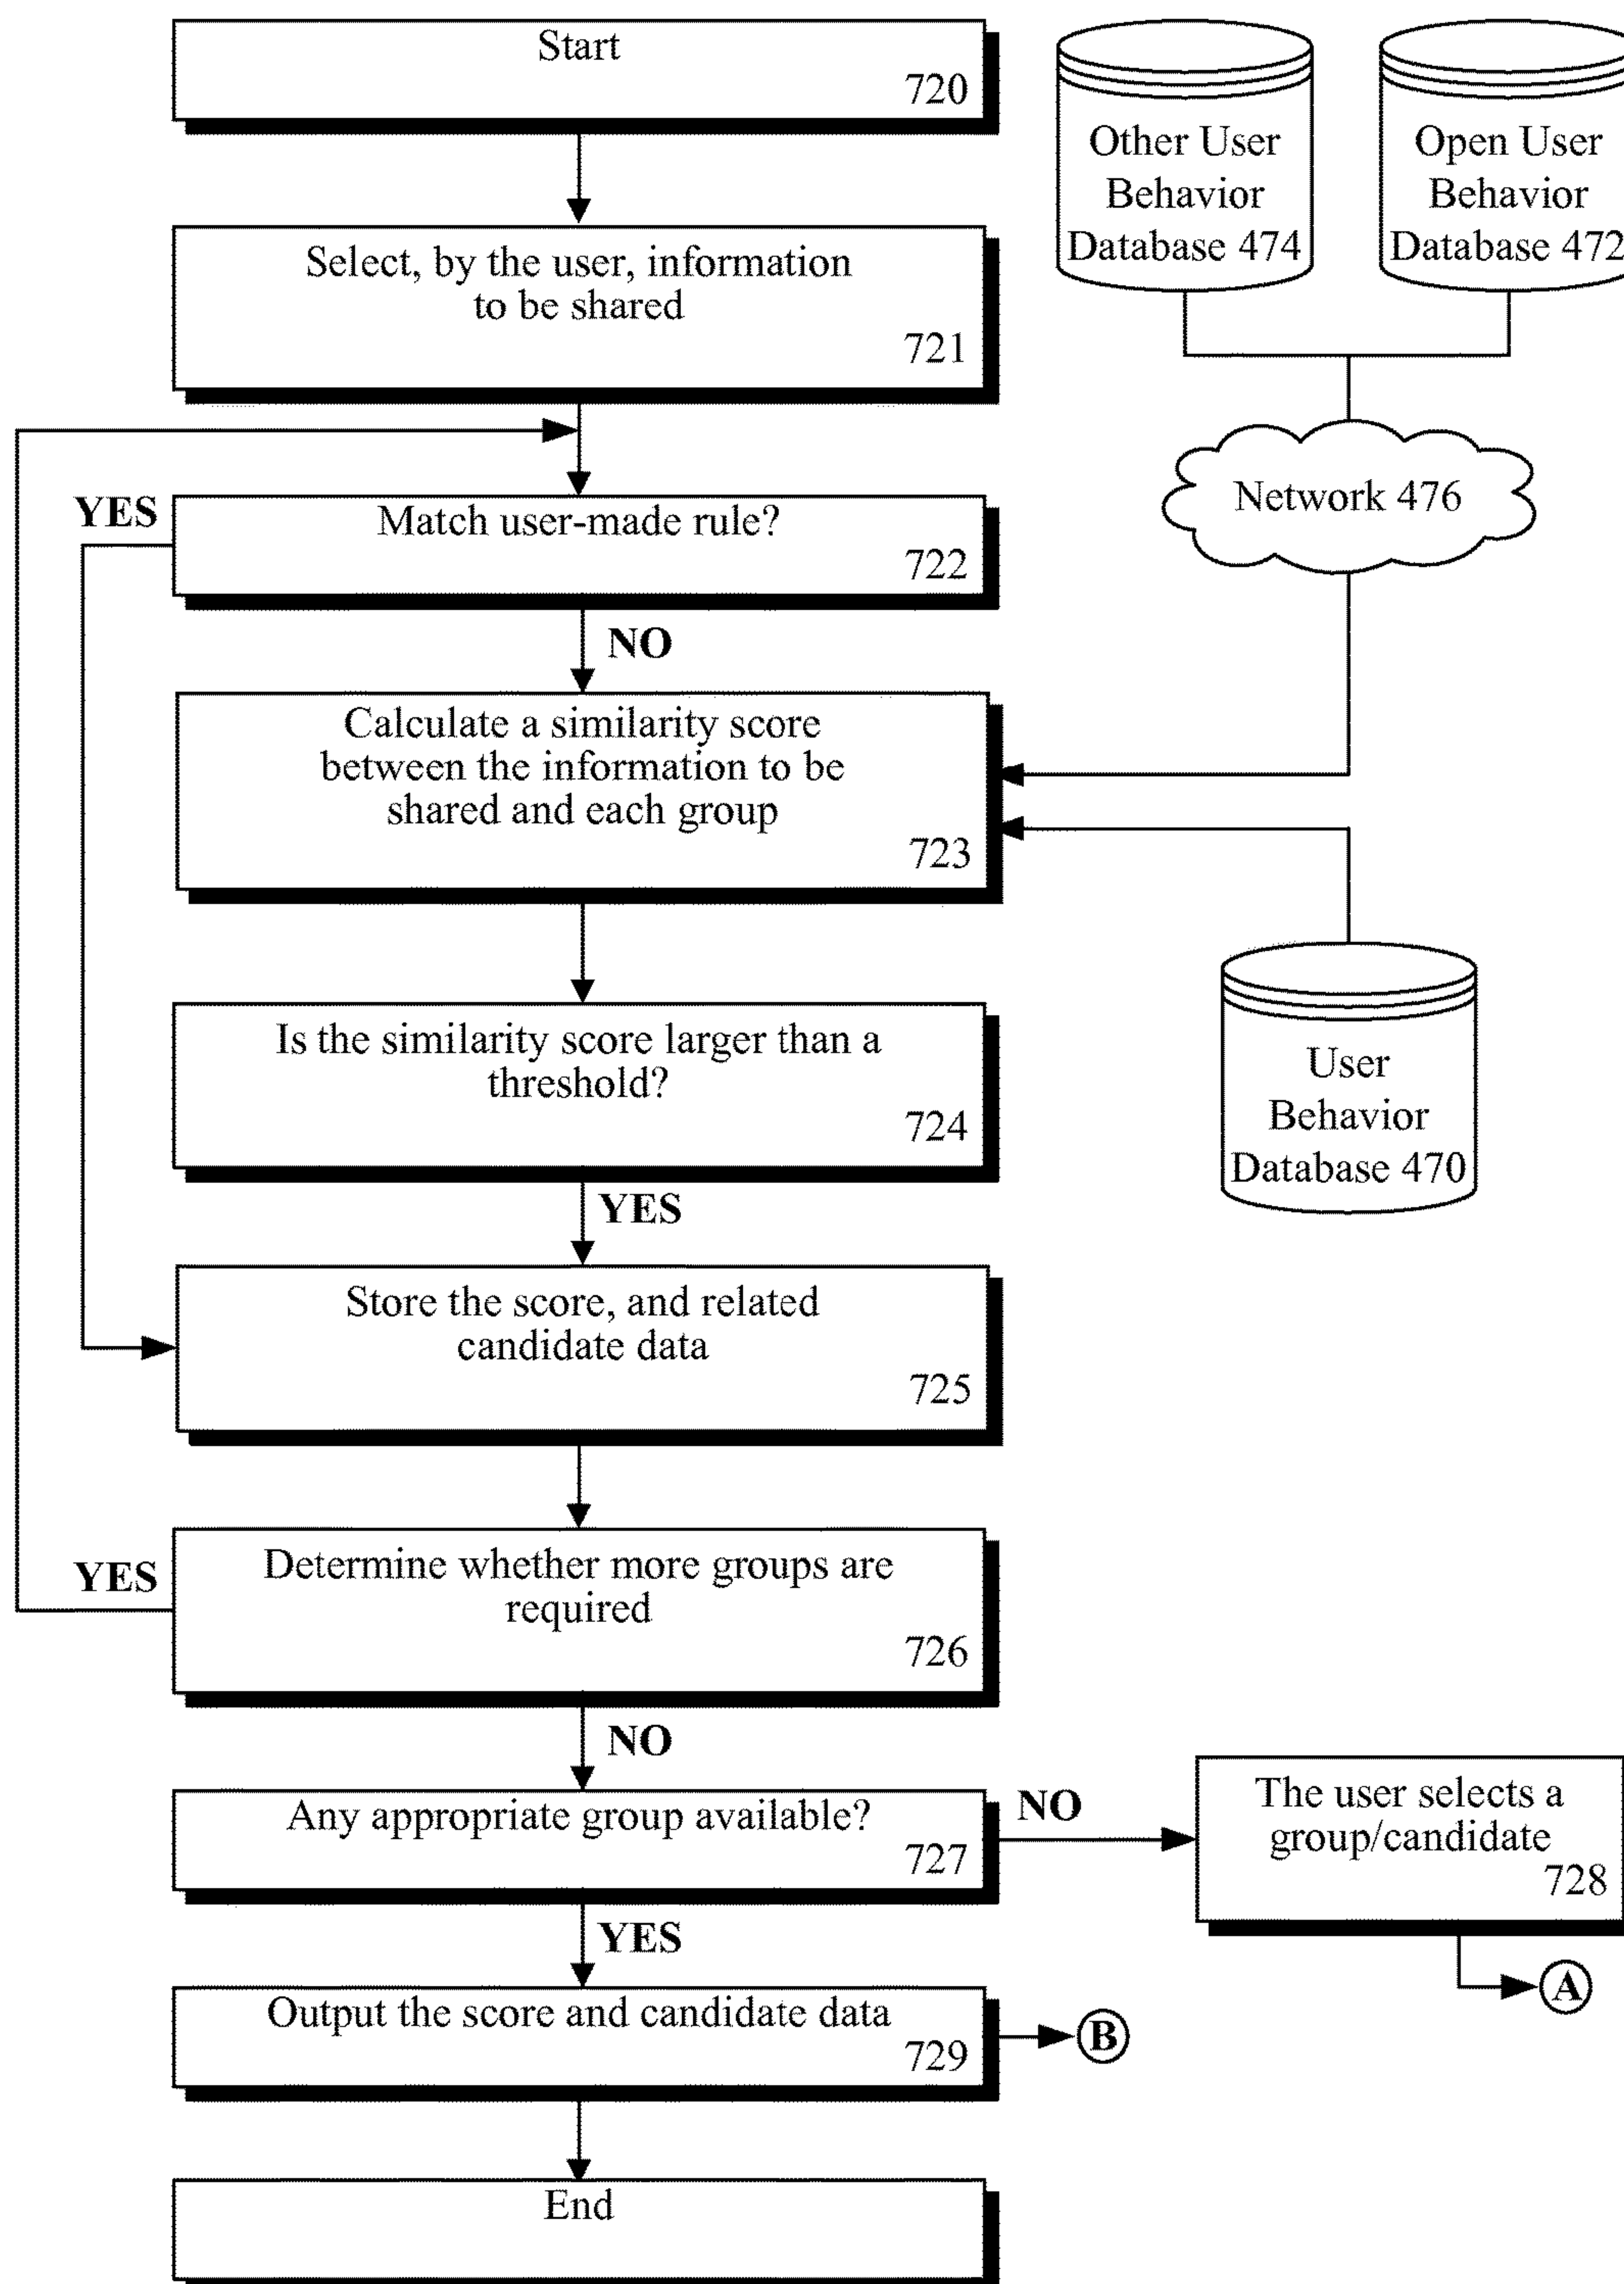 Start
720
Other User
Behavior
Database 474
Open User
Behavior
Database 472
Select, by the user, information
to be shared
721
Network 476
YES
Match user-made rule?
722
NO
Calculate a similarity score
between the information to be
shared and each group
723
Is the similarity score larger than a
threshold?
724
User
Behavior
Database 470
YES
Store the score, and related
candidate data
725
YES
Determine whether more groups are
required
726
NO
Any appropriate group available?
727
NO
The user selects a
group/candidate
728
YES
A
Output the score and candidate data
729
B
End